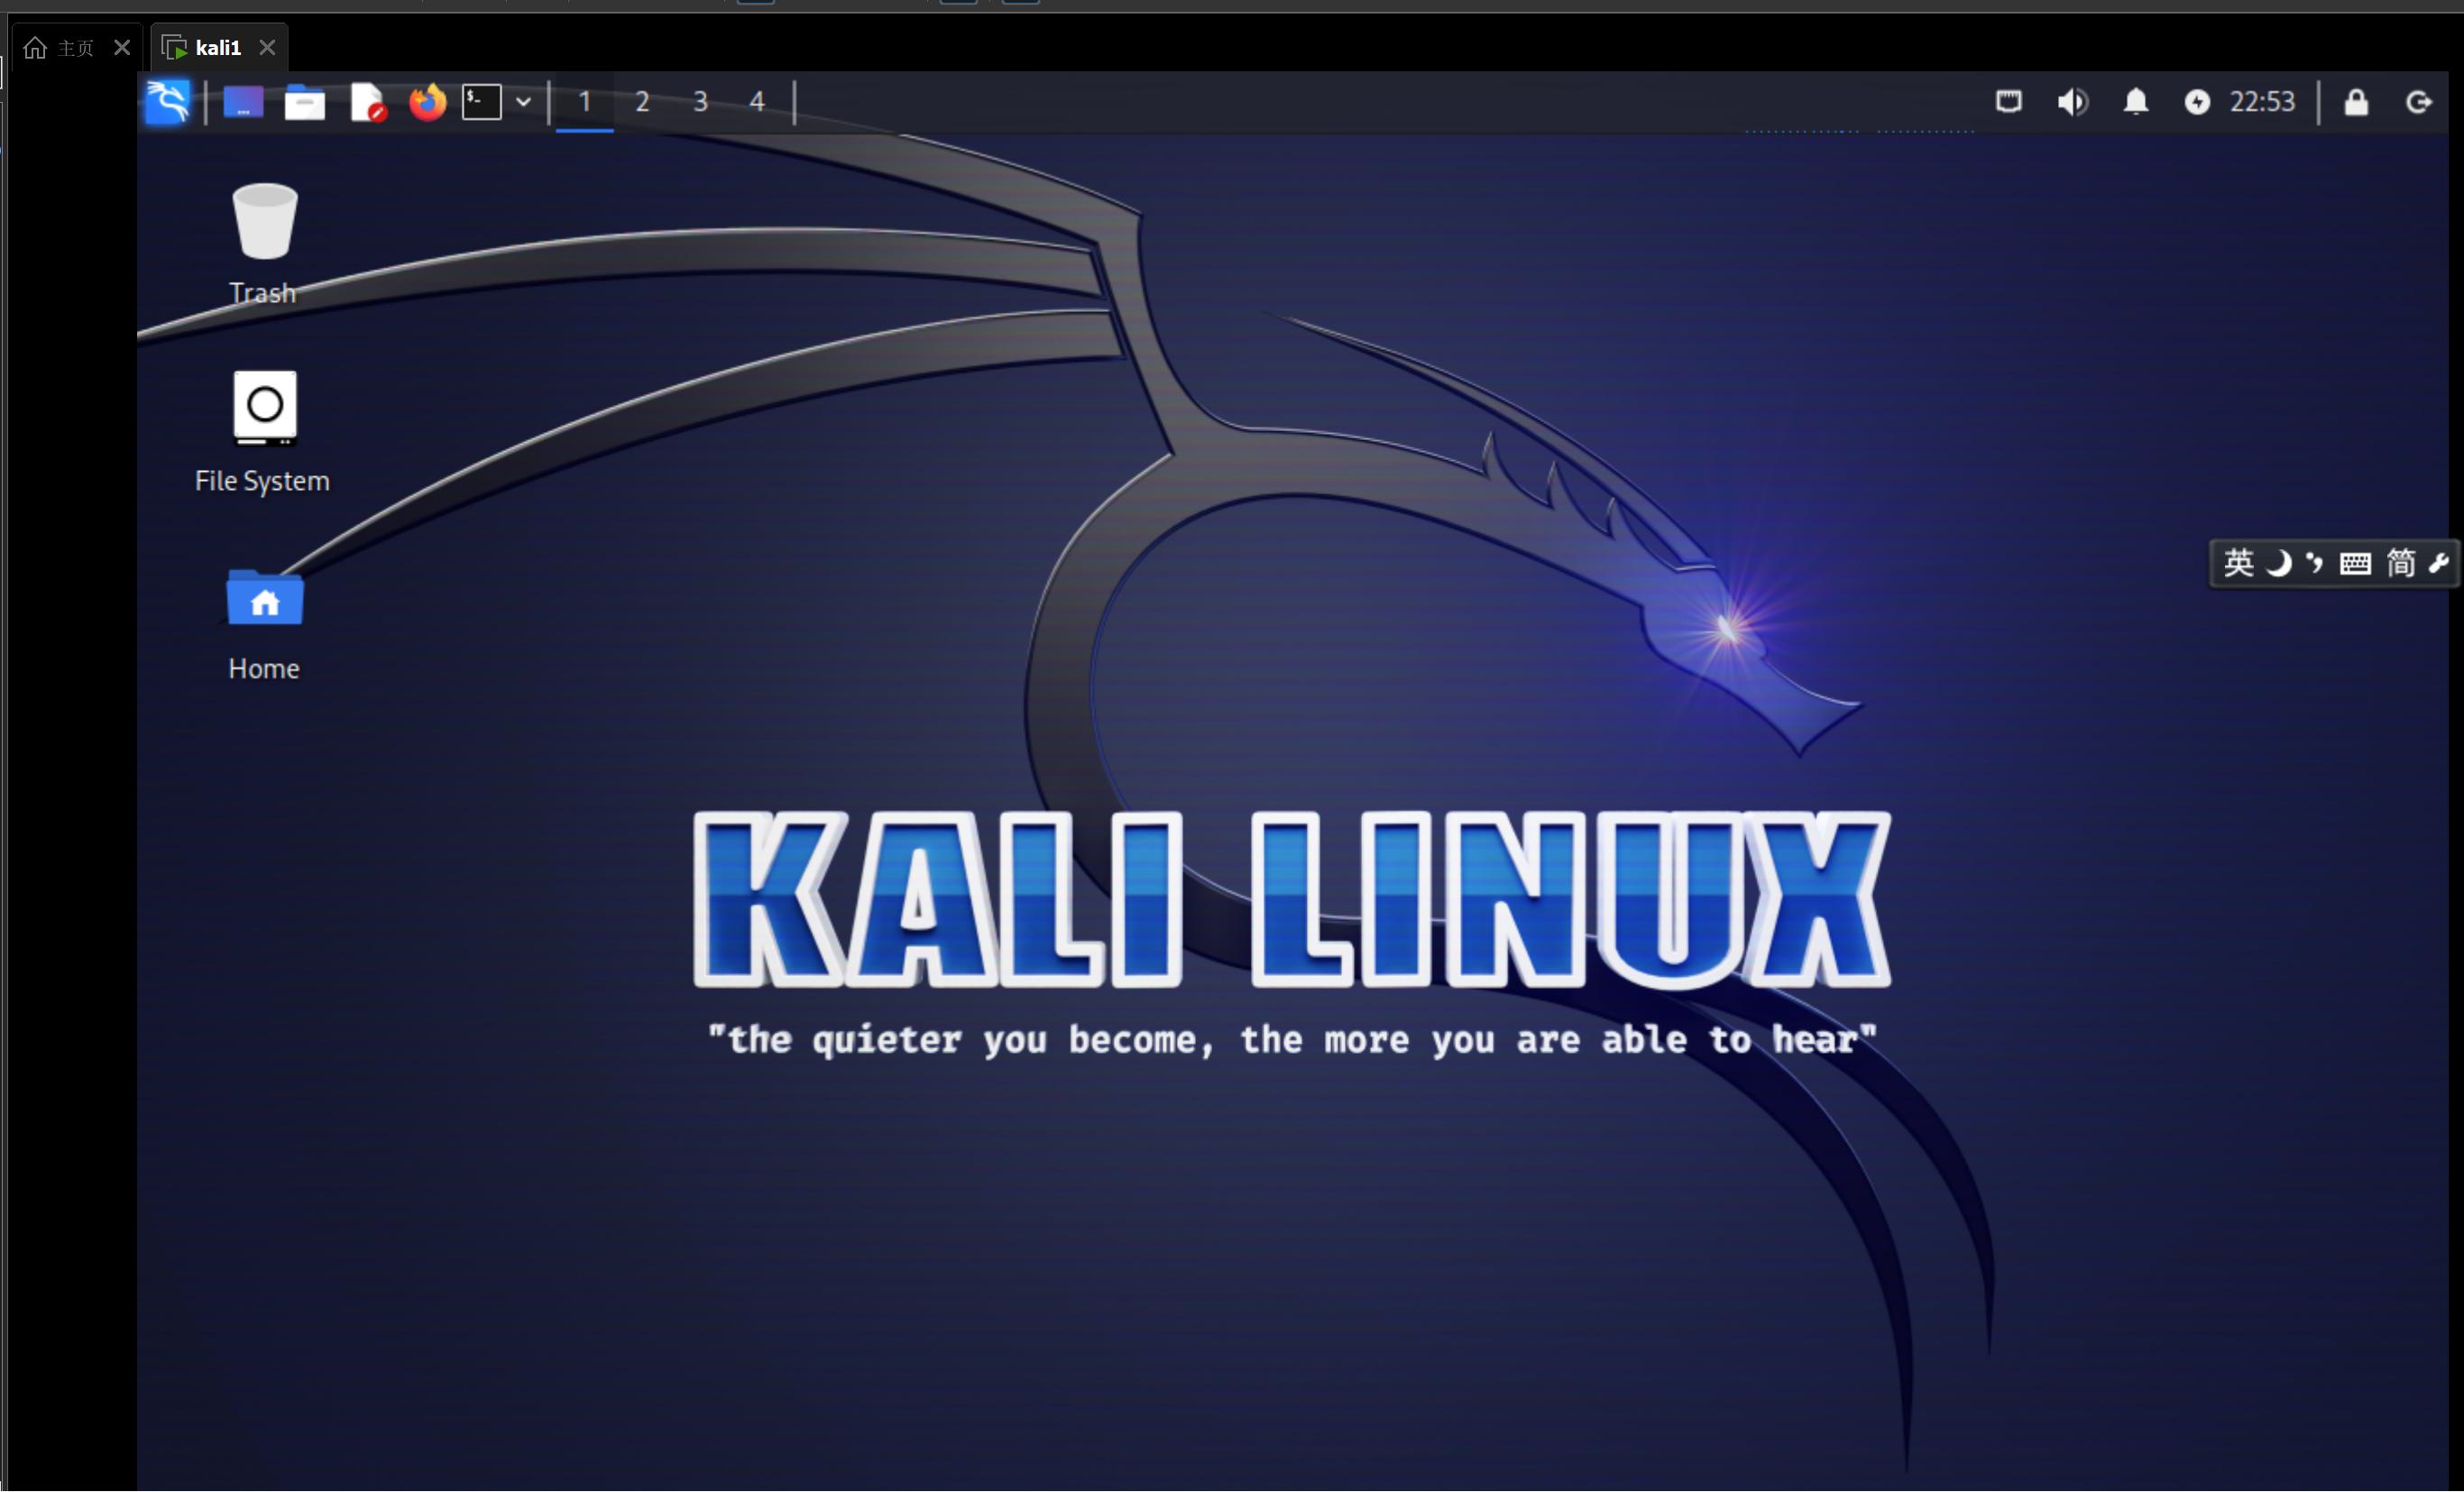 主页
kali1
$-
1 2 3 4
22:53
Trash
File System
Home
英 简
KALI LINUX
"the quieter you become, the more you are able to hear"